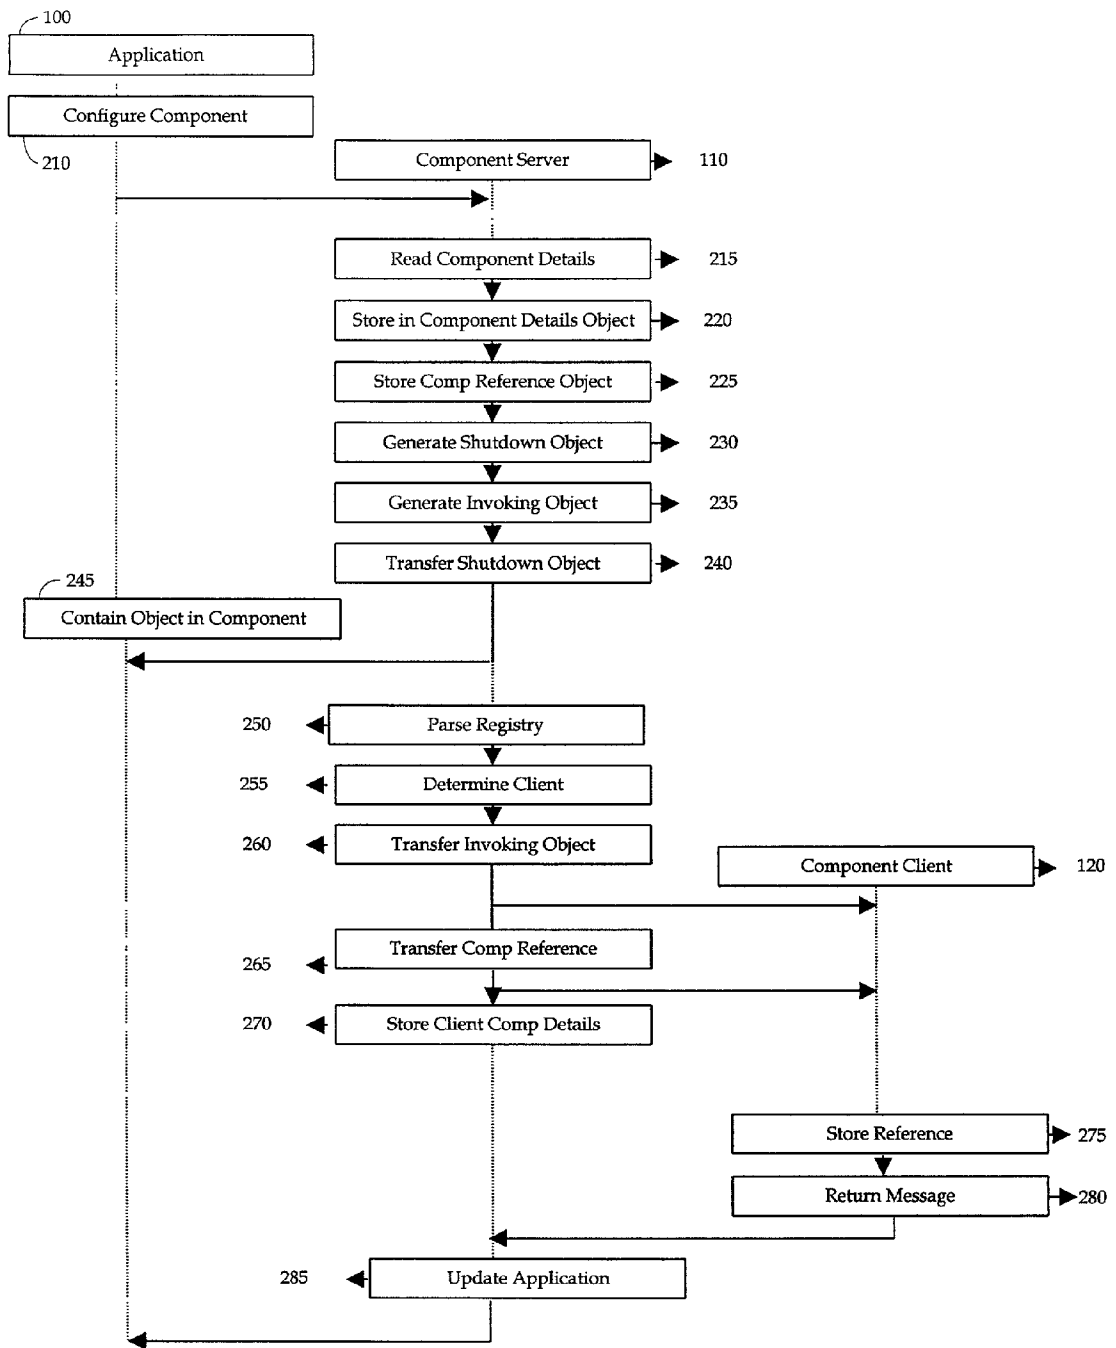 100
Application
Configure Component
210
Component Server
110
Read Component Details
215
Store in Component Details Object
220
Store Comp Reference Object
225
Generate Shutdown Object
230
Generate Invoking Object
235
Transfer Shutdown Object
240
245
Contain Object in Component
250
Parse Registry
255
Determine Client
260
Transfer Invoking Object
Component Client
120
Transfer Comp Reference
265
270
Store Client Comp Details
Store Reference
275
Return Message
280
285
Update Application